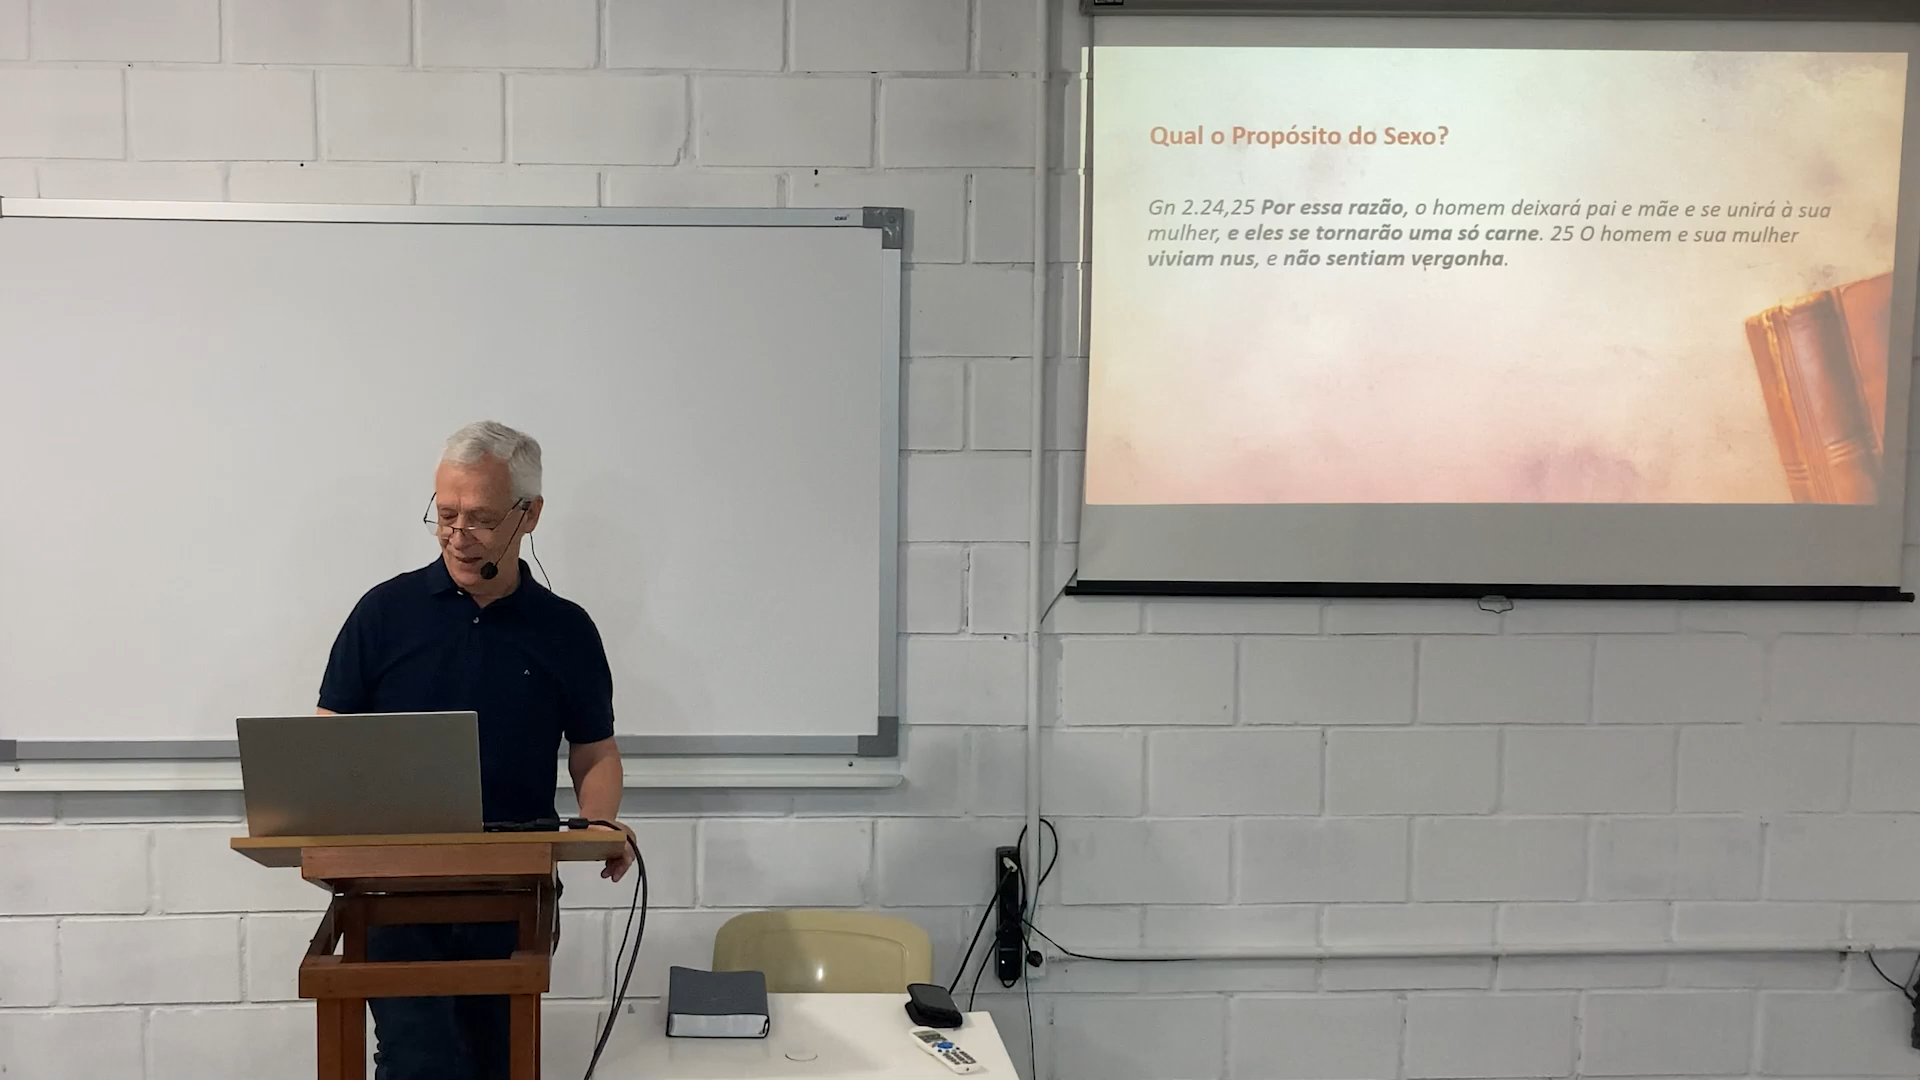 Qual o Propósito do Sexo?
Gn 2.24,25 Por essa razão, o homem deixará pai e mãe e se unirá à sua
mulher, e eles se tornarão uma só carne. 25 O homem e sua mulher
viviam nus, e não sentiam vergonha.